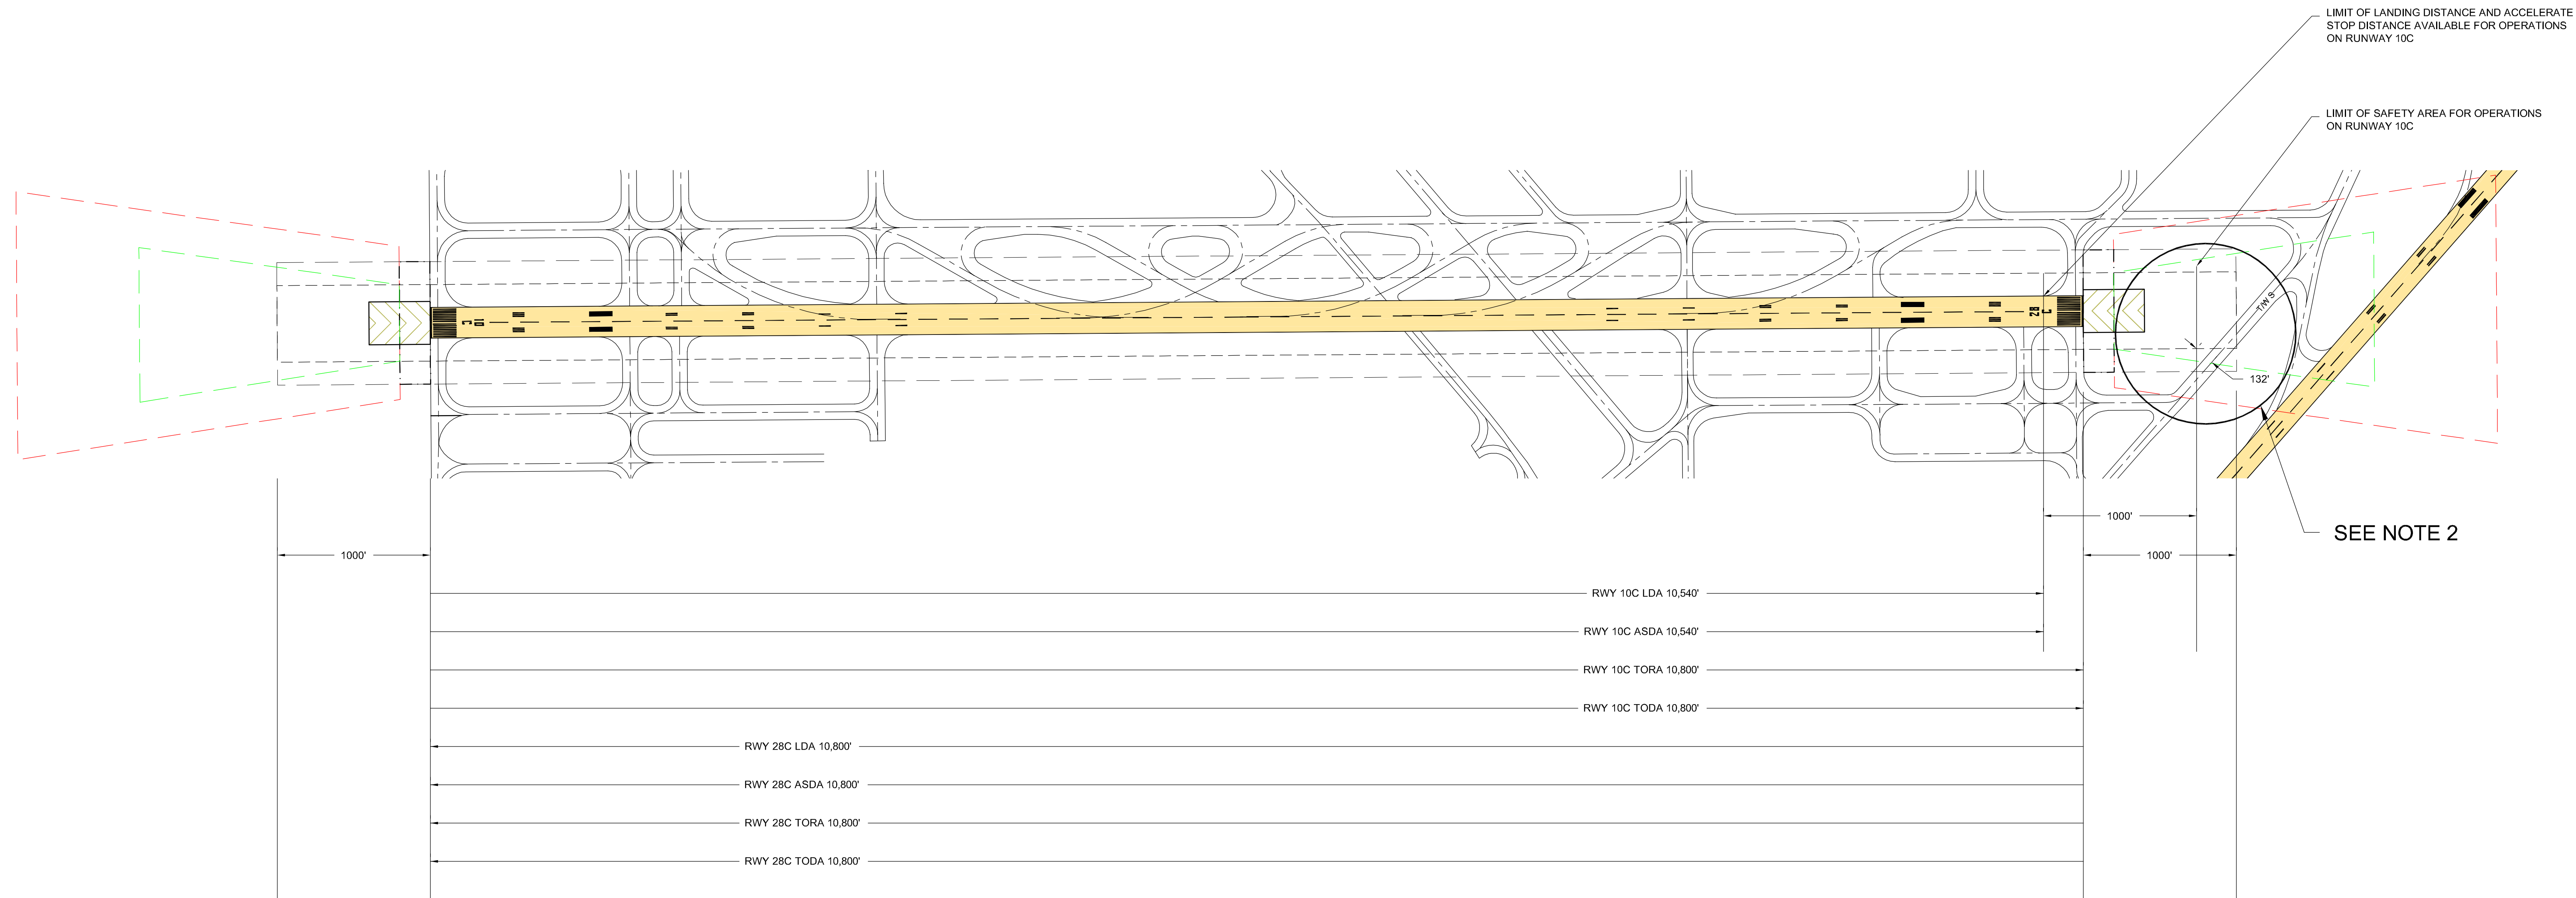 LIMIT OF LANDING DISTANCE AND ACCELERATE
STOP DISTANCE AVAILABLE FOR OPERATIONS
ON RUNWAY 10C
LIMIT OF SAFETY AREA FOR OPERATIONS
ON RUNWAY 10C
T/W S
10
C
28
C
132'
1000'
SEE NOTE 2
1000'
1000'
RWY 10C LDA 10,540'
RWY 10C ASDA 10,540'
RWY 10C TORA 10,800'
RWY 10C TODA 10,800'
RWY 28C LDA 10,800'
RWY 28C ASDA 10,800'
RWY 28C TORA 10,800'
RWY 28C TODA 10,800'